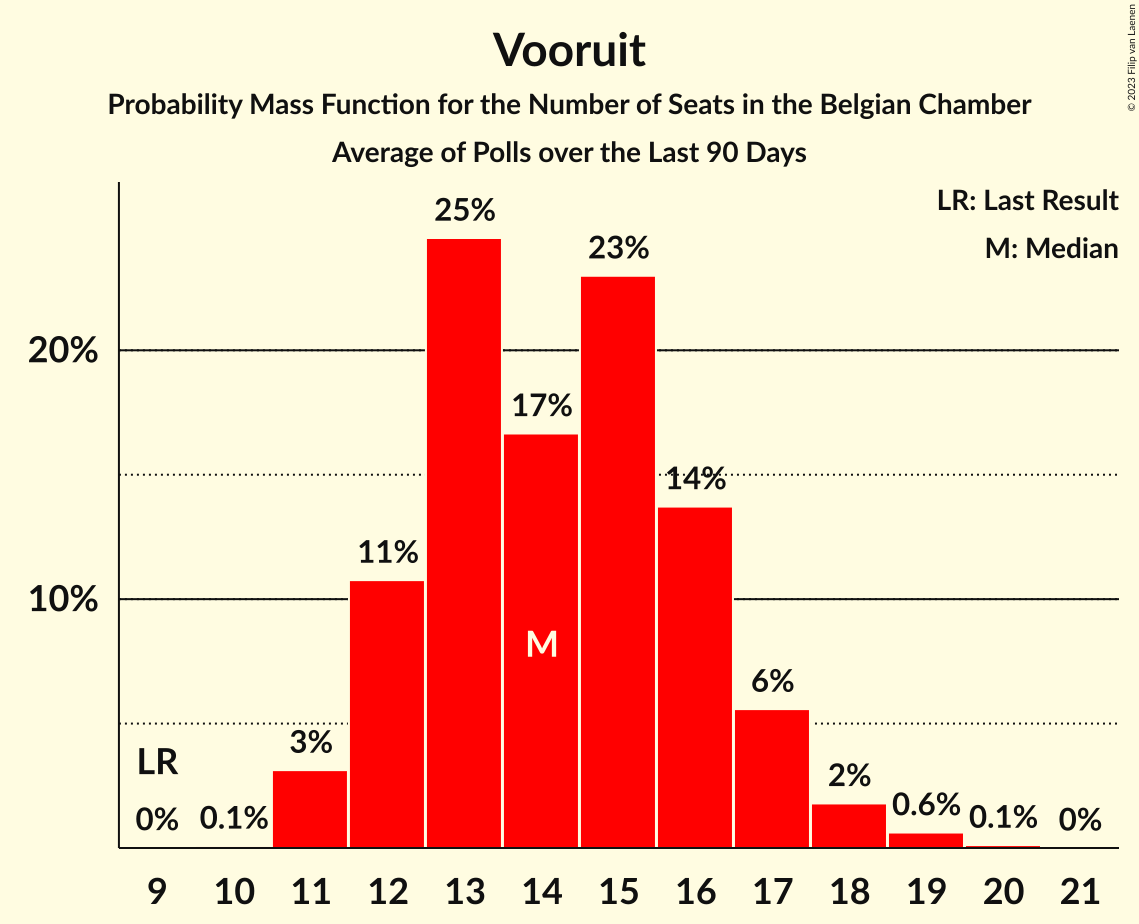 Vooruit
Probability Mass Function for the Number of Seats in the Belgian Chamber
Average of Polls over the Last 90 Days
© 2023 Filip van Laenen
LR: Last Result
M: Median
25%
23%
20%
17%
14%
11%
10%
M
6%
3%
LR
2%
0%
0.1%
0.6%
0.1%
0%
9 10 11 12 13 14 15 16 17 18 19 20 21